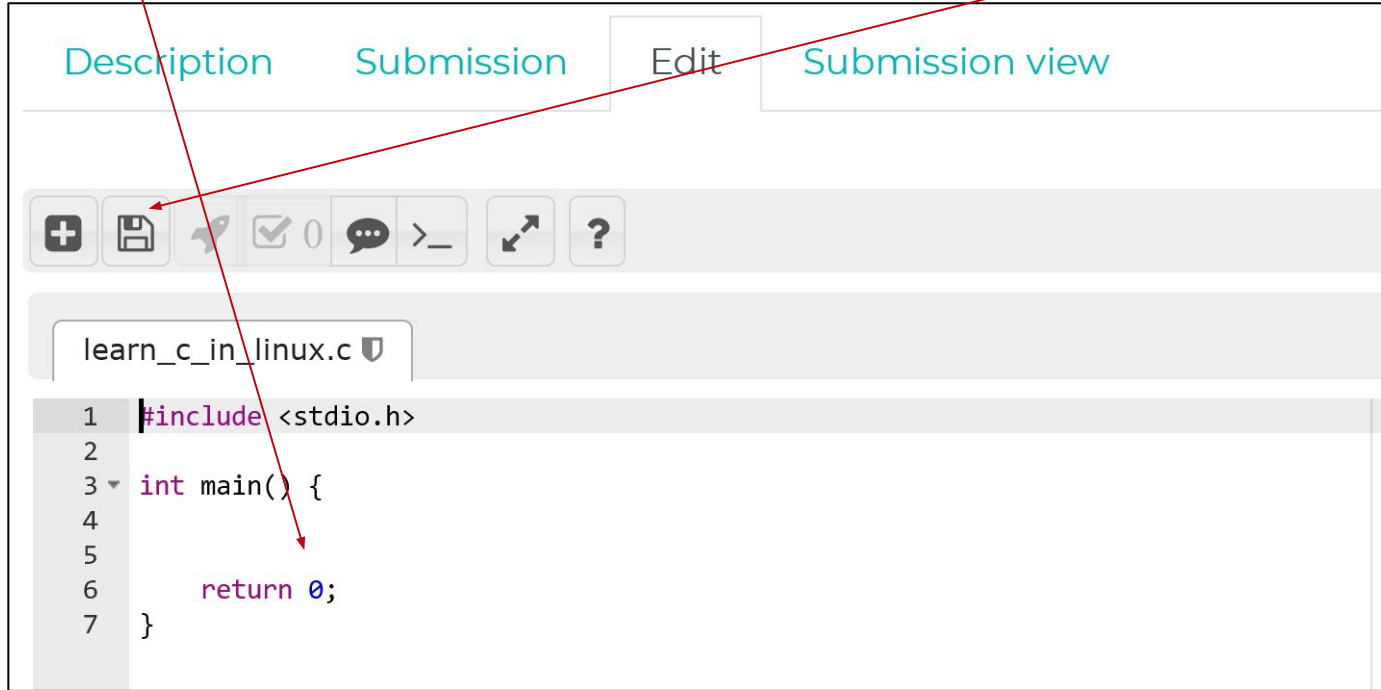 Description Submission Edit Submission view
0 >_ ?
learn_c_in_linux.c
1 #include <stdio.h>
2
3 int main() {
4
5
6     return 0;
7 }